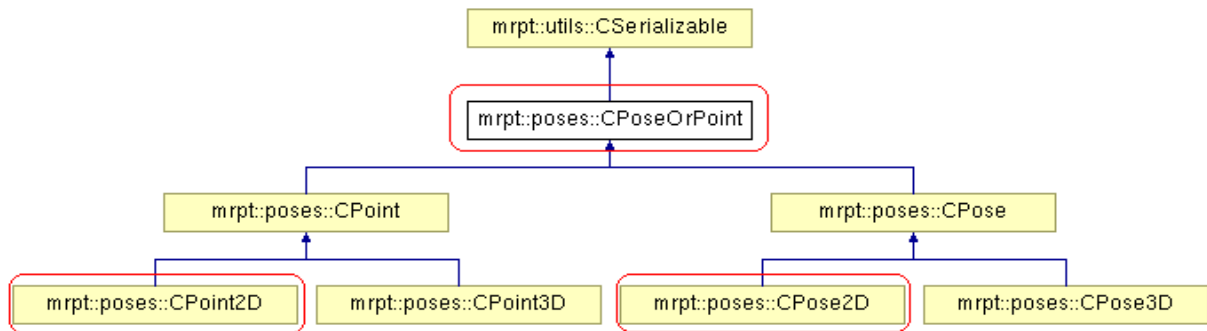 mrpt::utils::CSerializable
mrpt::poses::CPoseOrPoint
mrpt::poses::CPoint
mrpt::poses::CPose
mrpt::poses::CPoint2D
mrpt::poses::CPoint3D
mrpt::poses::CPose2D
mrpt::poses::CPose3D